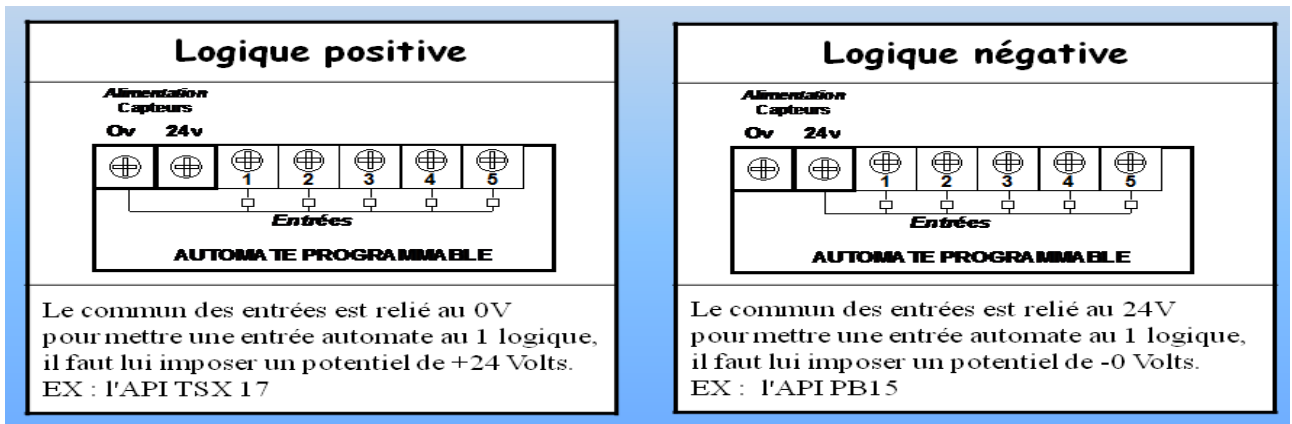 Logique positive
Alimentation
Capteurs
0v 24v
1 2 3 4 5
Entrées
AUTOMATE PROGRAMMABLE
Le commun des entrées est relié au 0V
pour mettre une entrée automate au 1 logique,
il faut lui imposer un potentiel de +24 Volts.
EX : l'API TSX 17
Logique négative
Alimentation
Capteurs
0v 24v
1 2 3 4 5
Entrées
AUTOMATE PROGRAMMABLE
Le commun des entrées est relié au 24V
pour mettre une entrée automate au 1 logique,
il faut lui imposer un potentiel de -0 Volts.
EX : l'API PB15